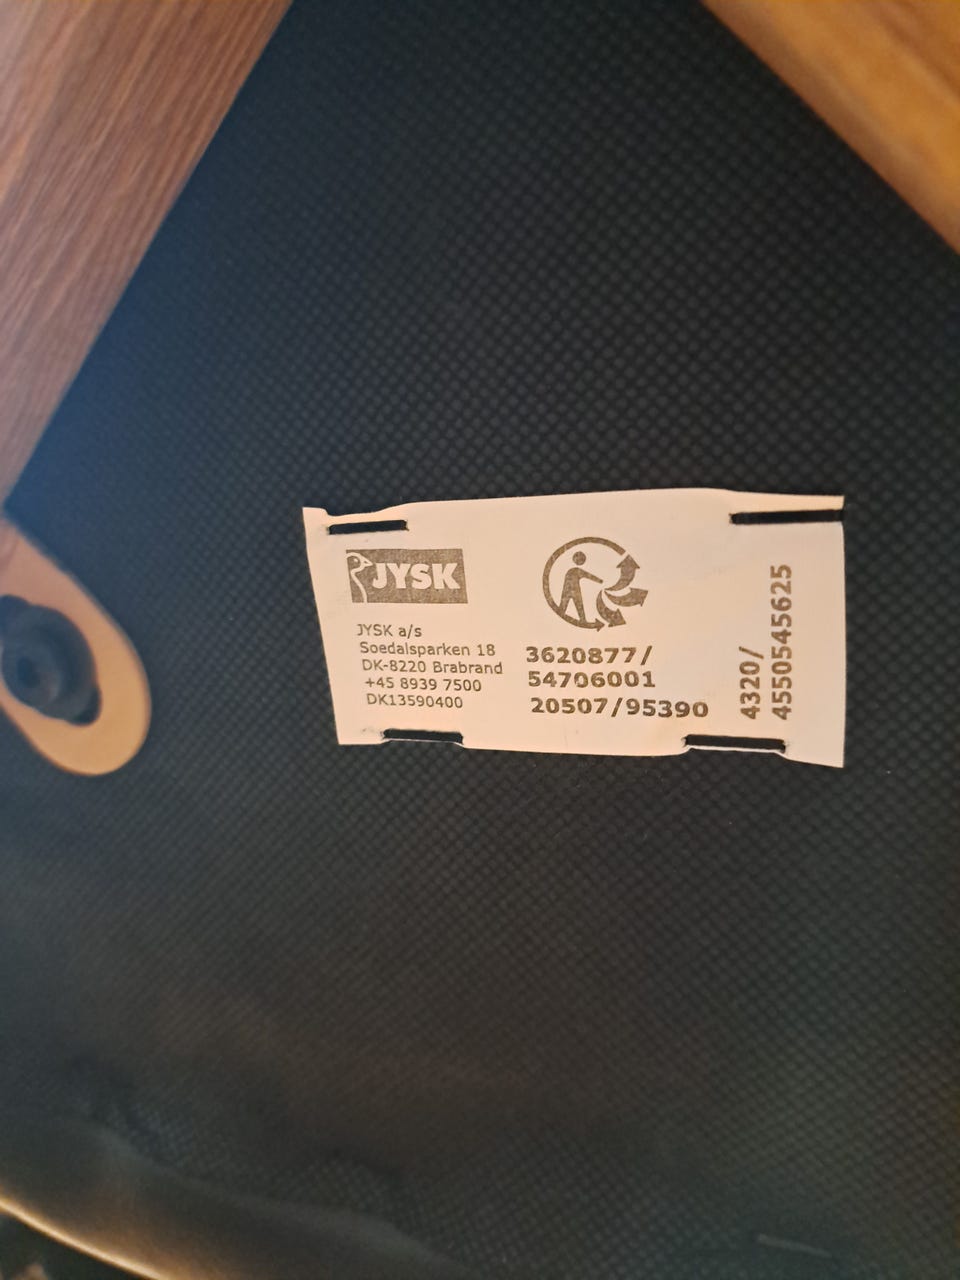 JYSK
JYSK a/s
Soedalsparken 18
DK-8220 Brabrand
+45 8939 7500
DK13590400
3620877/
54706001
20507/95390
4320/
4550545625